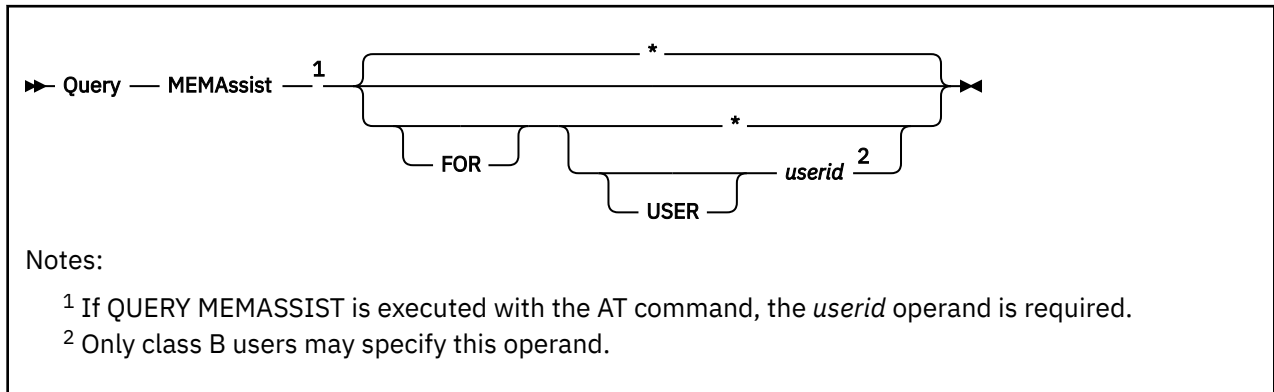 *
Query MEMAssist 1
*
FOR userid 2
USER
Notes:
1 If QUERY MEMASSIST is executed with the AT command, the userid operand is required.
2 Only class B users may specify this operand.